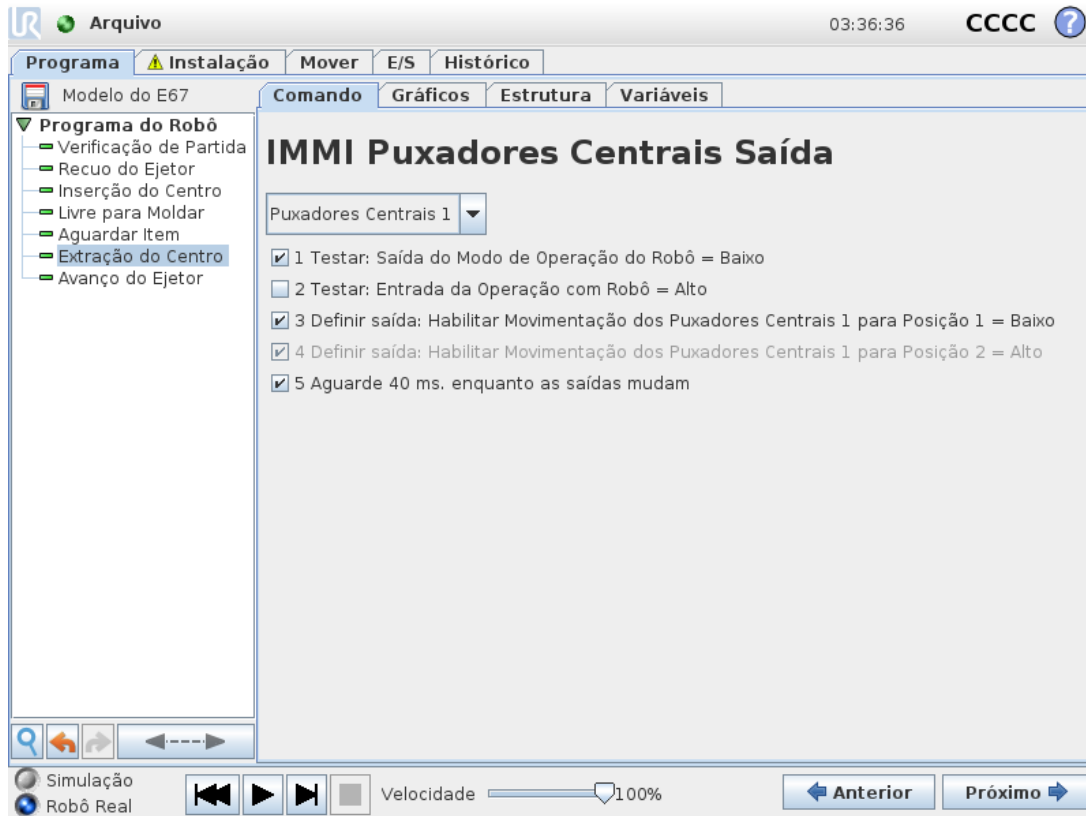 UR Arquivo 03:36:36 CCCC ?
Programa Instalação Mover E/S Histórico
Modelo do E67
Comando Gráficos Estrutura Variáveis
Programa do Robô
Verificação de Partida
Recuo do Ejetor
Inserção do Centro
Livre para Moldar
Aguardar Item
Extração do Centro
Avanço do Ejetor
IMMI Puxadores Centrais Saída
Puxadores Centrais 1
1 Testar: Saída do Modo de Operação do Robô = Baixo
2 Testar: Entrada da Operação com Robô = Alto
3 Definir saída: Habilitar Movimentação dos Puxadores Centrais 1 para Posição 1 = Baixo
4 Definir saída: Habilitar Movimentação dos Puxadores Centrais 1 para Posição 2 = Alto
5 Aguarde 40 ms. enquanto as saídas mudam
Simulação
Robô Real
Velocidade 100%
Anterior Próximo